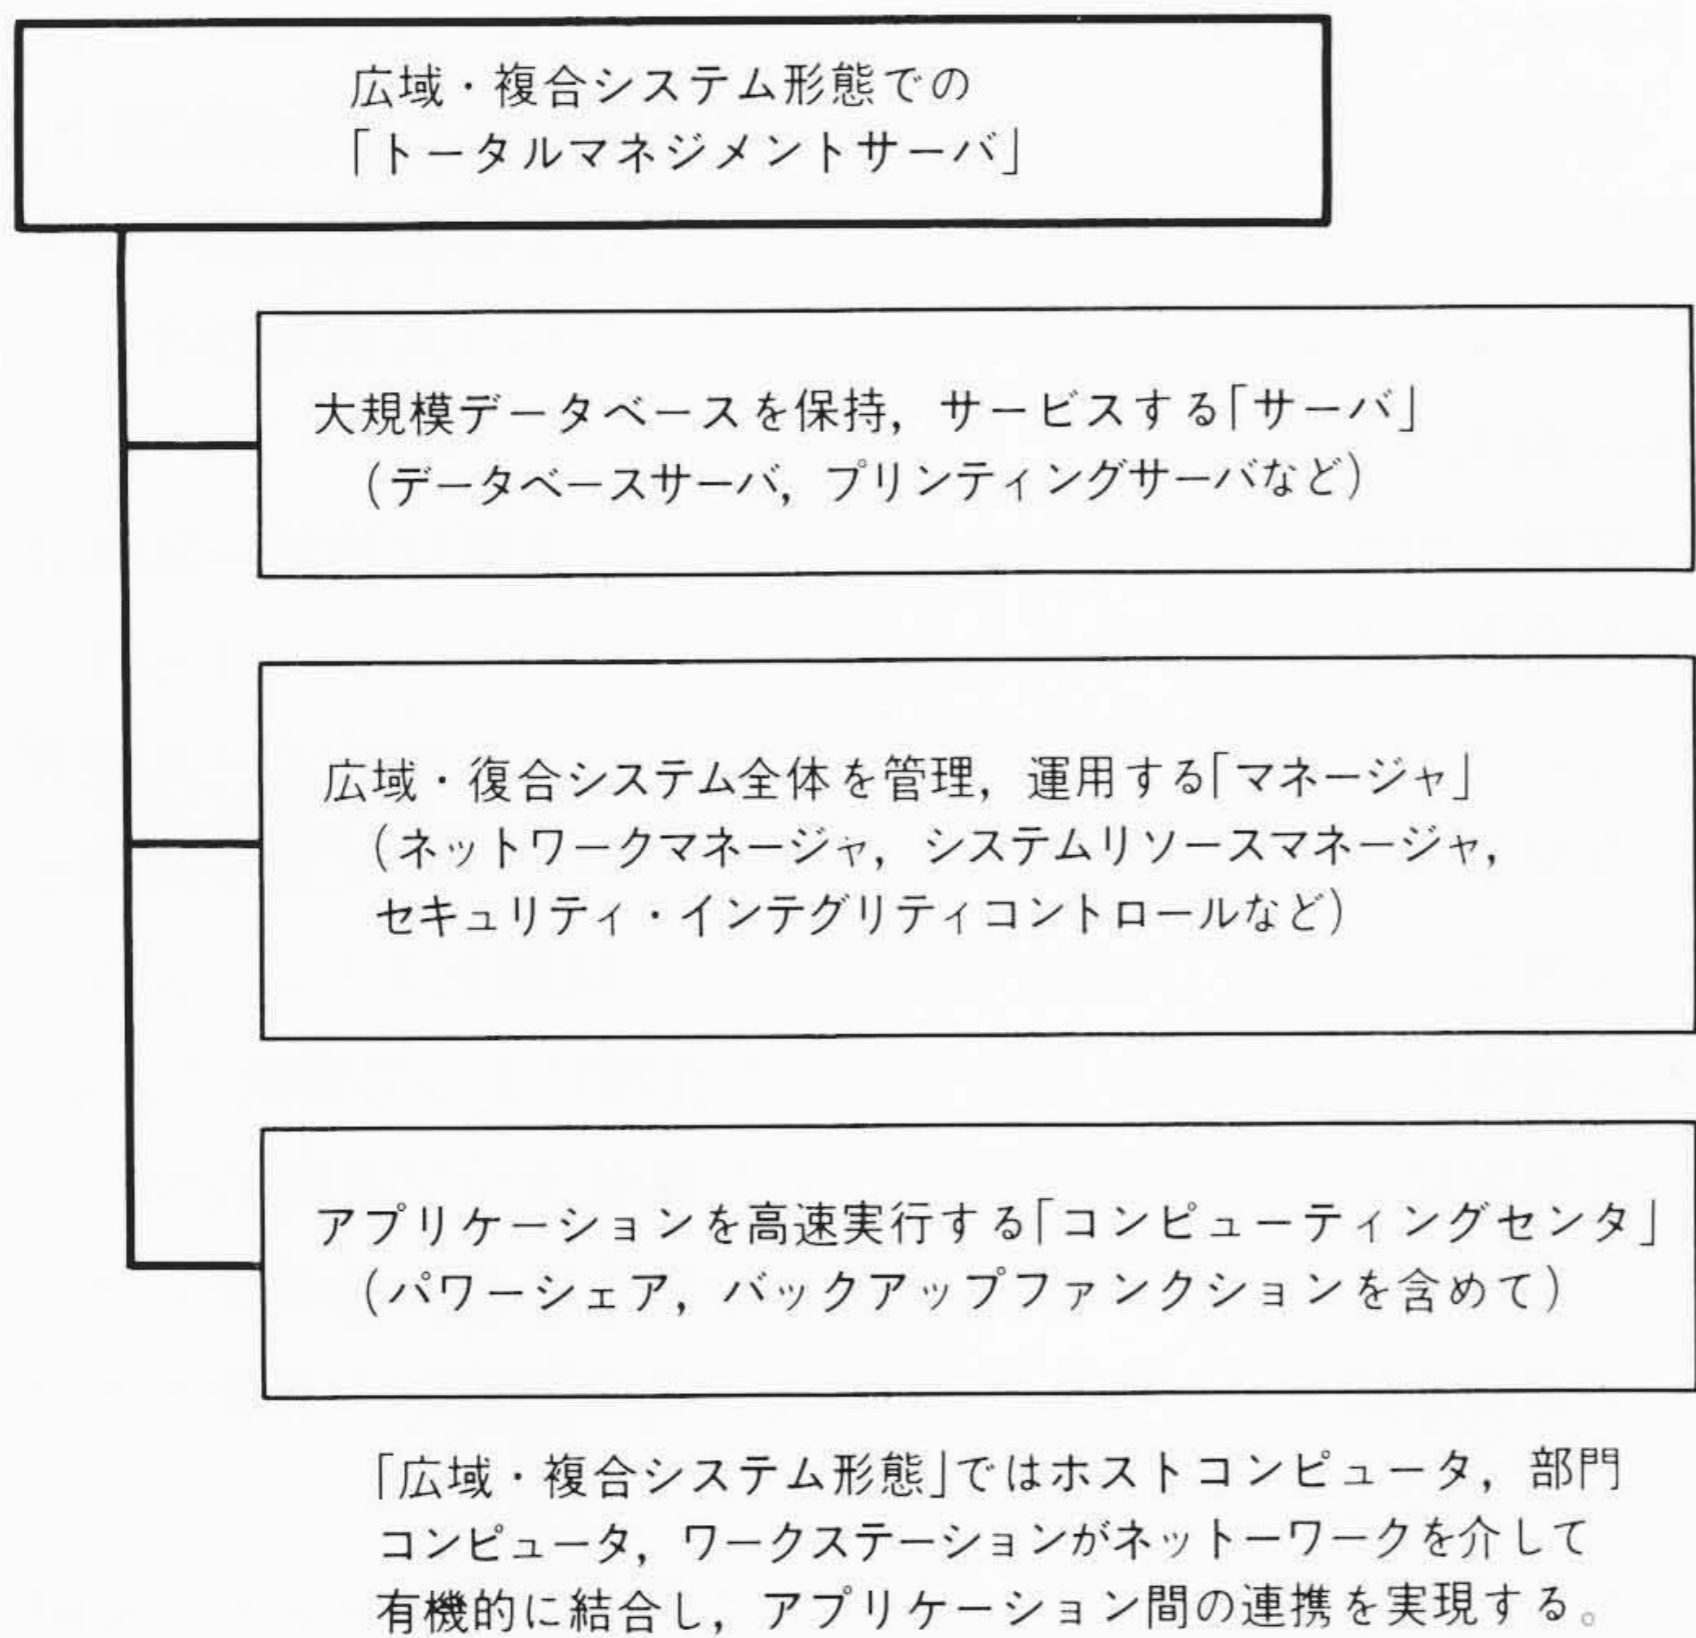 広域・複合システム形態での
「トータルマネジメントサーバ」
大規模データベースを保持，サービスする「サーバ」
(データベースサーバ，プリンティングサーバなど)
広域・復合システム全体を管理，運用する「マネージャ」
(ネットワークマネージャ，システムリソースマネージャ，
セキュリティ・インテグリティコントロールなど)
アプリケーションを高速実行する「コンピューティングセンタ」
(パワーシェア，バックアップファンクションを含めて)
「広域・複合システム形態」ではホストコンピュータ，部門
コンピュータ，ワークステーションがネットーワークを介して
有機的に結合し，アプリケーション間の連携を実現する。